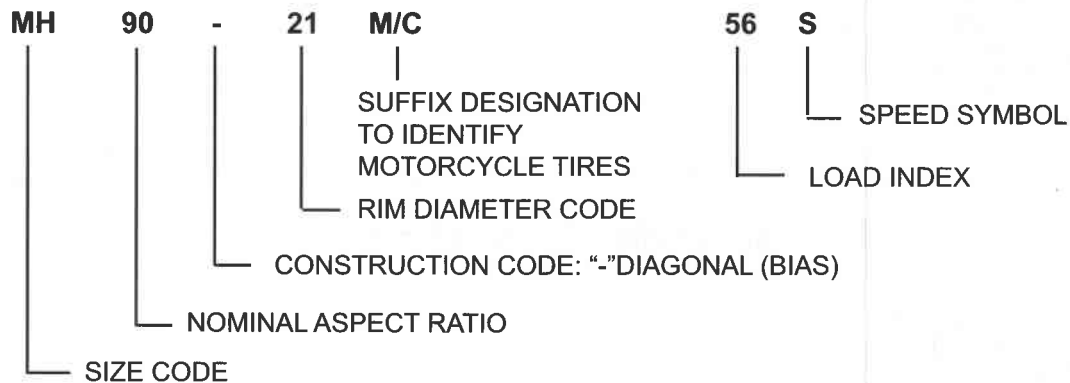 MH 90 - 21 M/C 56 S
SUFFIX DESIGNATION
TO IDENTIFY
MOTORCYCLE TIRES
SPEED SYMBOL
LOAD INDEX
RIM DIAMETER CODE
CONSTRUCTION CODE: “-”DIAGONAL (BIAS)
NOMINAL ASPECT RATIO
SIZE CODE